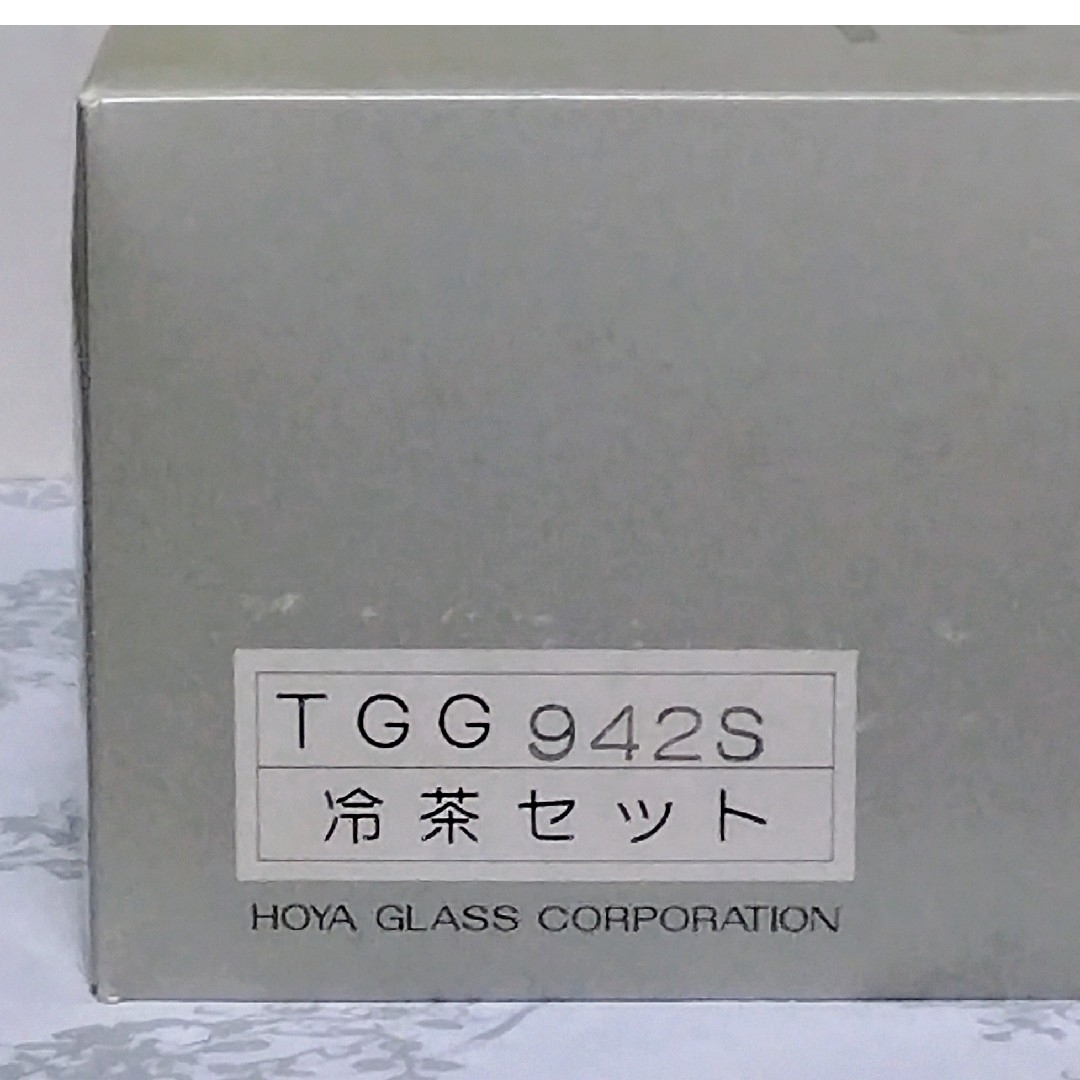 TGG 942S
冷茶セット
HOYA GLASS CORPORATION